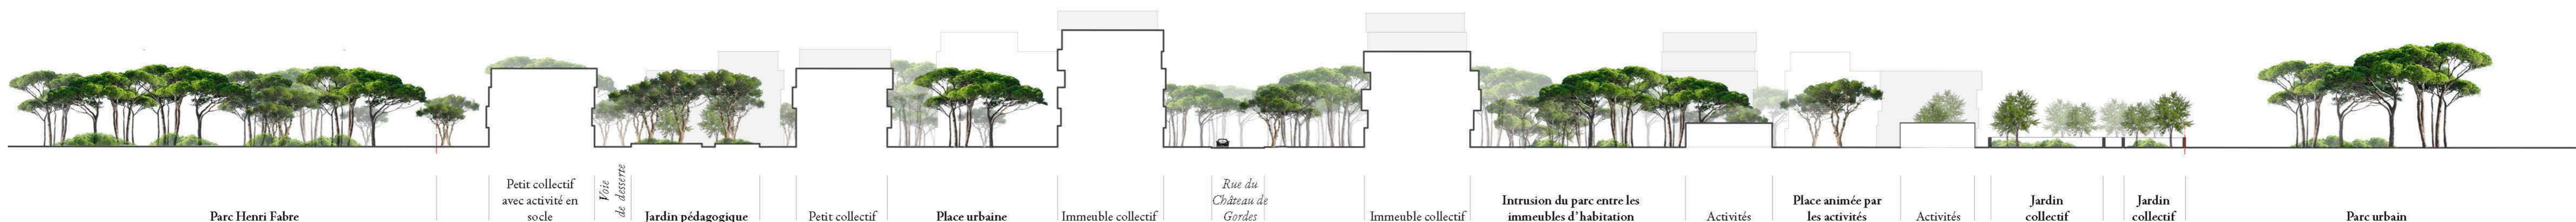 Parc Henri Fabre
Petit collectif
avec activité en
socle
Voie
de desserte
Jardin pédagogique
Petit collectif
Place urbaine
Immeuble collectif
Rue du
Château de
Gordes
Immeuble collectif
Intrusion du parc entre les
immeubles d'habitation
Activités
Place animée par
les activités
Activités
Jardin
collectif
Jardin
collectif
Parc urbain